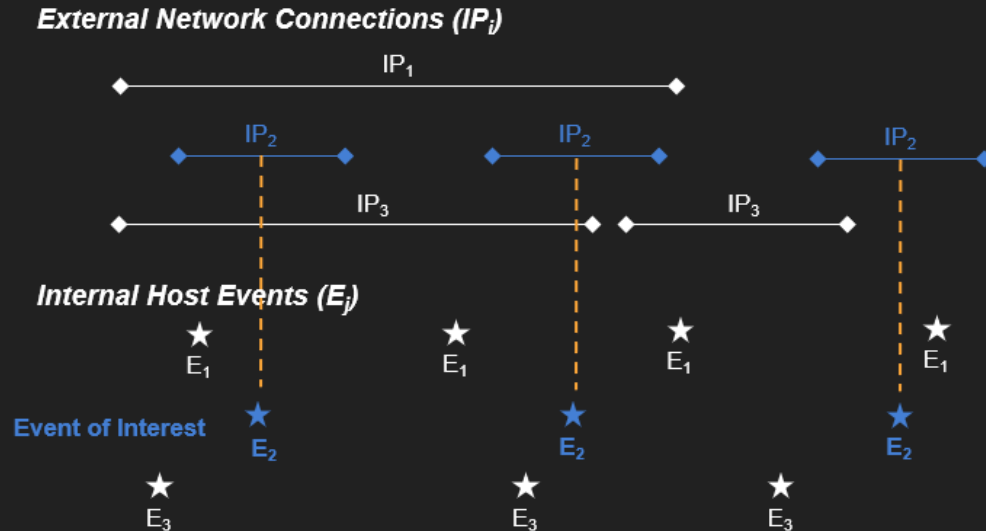 External Network Connections (IPᵢ)
IP₁
IP₂ IP₂ IP₂
IP₃ IP₃
Internal Host Events (Eⱼ)
E₁ E₁ E₁ E₁
Event of Interest
E₂ E₂ E₂
E₃ E₃ E₃